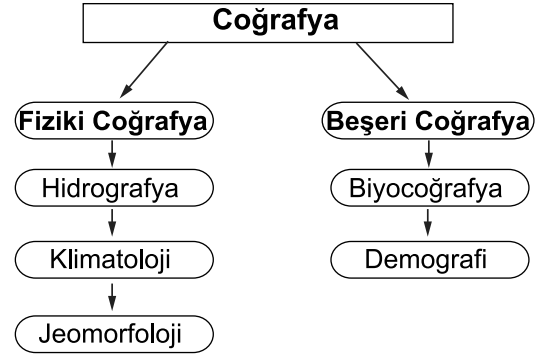 Coğrafya
Fiziki Coğrafya
Hidrografya
Klimatoloji
Jeomorfoloji
Beşeri Coğrafya
Biyocoğrafya
Demografi